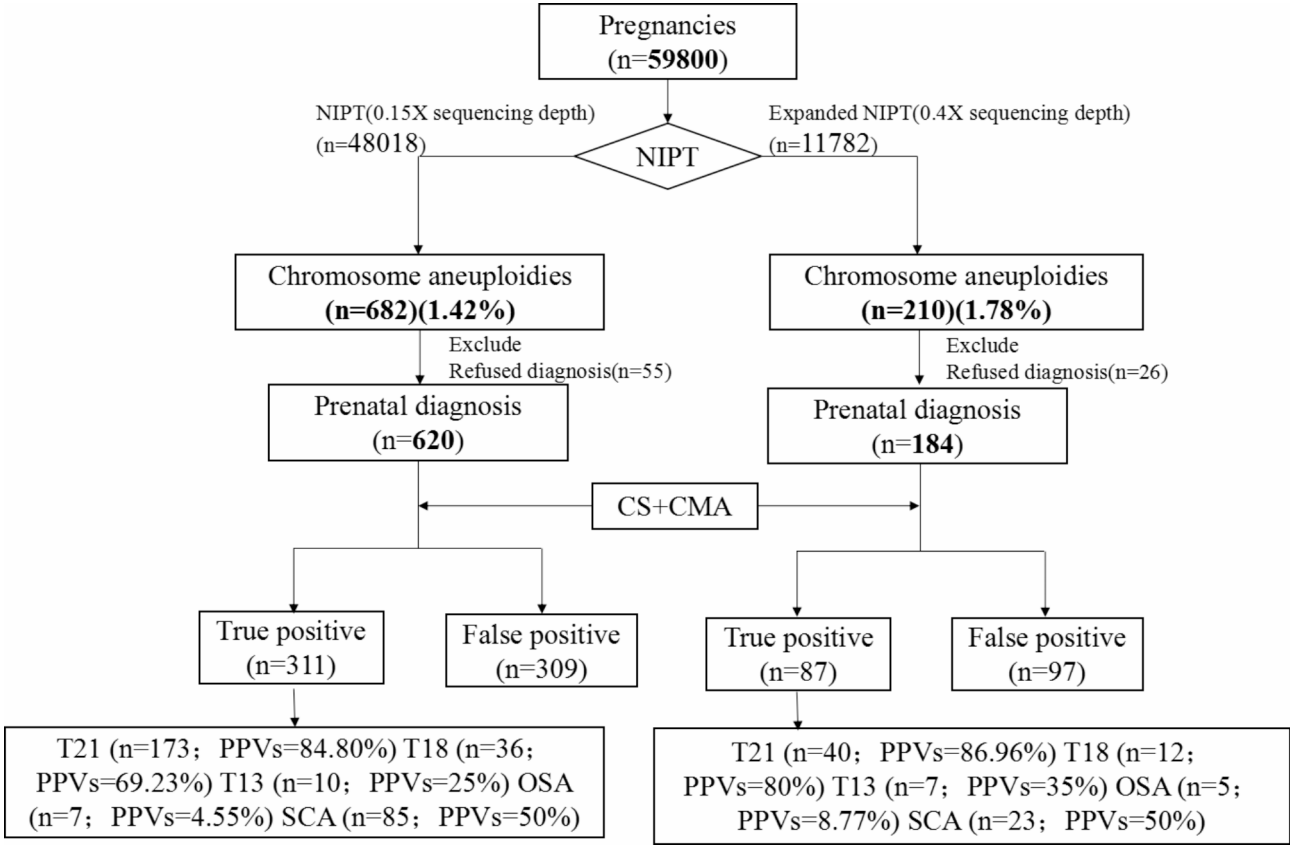 Pregnancies
(n=59800)
NIPT(0.15X sequencing depth)
(n=48018)
Expanded NIPT(0.4X sequencing depth)
(n=11782)
NIPT
Chromosome aneuploidies
(n=682)(1.42%)
Chromosome aneuploidies
(n=210)(1.78%)
Exclude
Refused diagnosis(n=55)
Exclude
Refused diagnosis(n=26)
Prenatal diagnosis
(n=620)
Prenatal diagnosis
(n=184)
CS+CMA
True positive
(n=311)
False positive
(n=309)
True positive
(n=87)
False positive
(n=97)
T21 (n=173；PPVs=84.80%) T18 (n=36；
PPVs=69.23%) T13 (n=10；PPVs=25%) OSA
(n=7；PPVs=4.55%) SCA (n=85；PPVs=50%)
T21 (n=40；PPVs=86.96%) T18 (n=12；
PPVs=80%) T13 (n=7；PPVs=35%) OSA (n=5；
PPVs=8.77%) SCA (n=23；PPVs=50%)